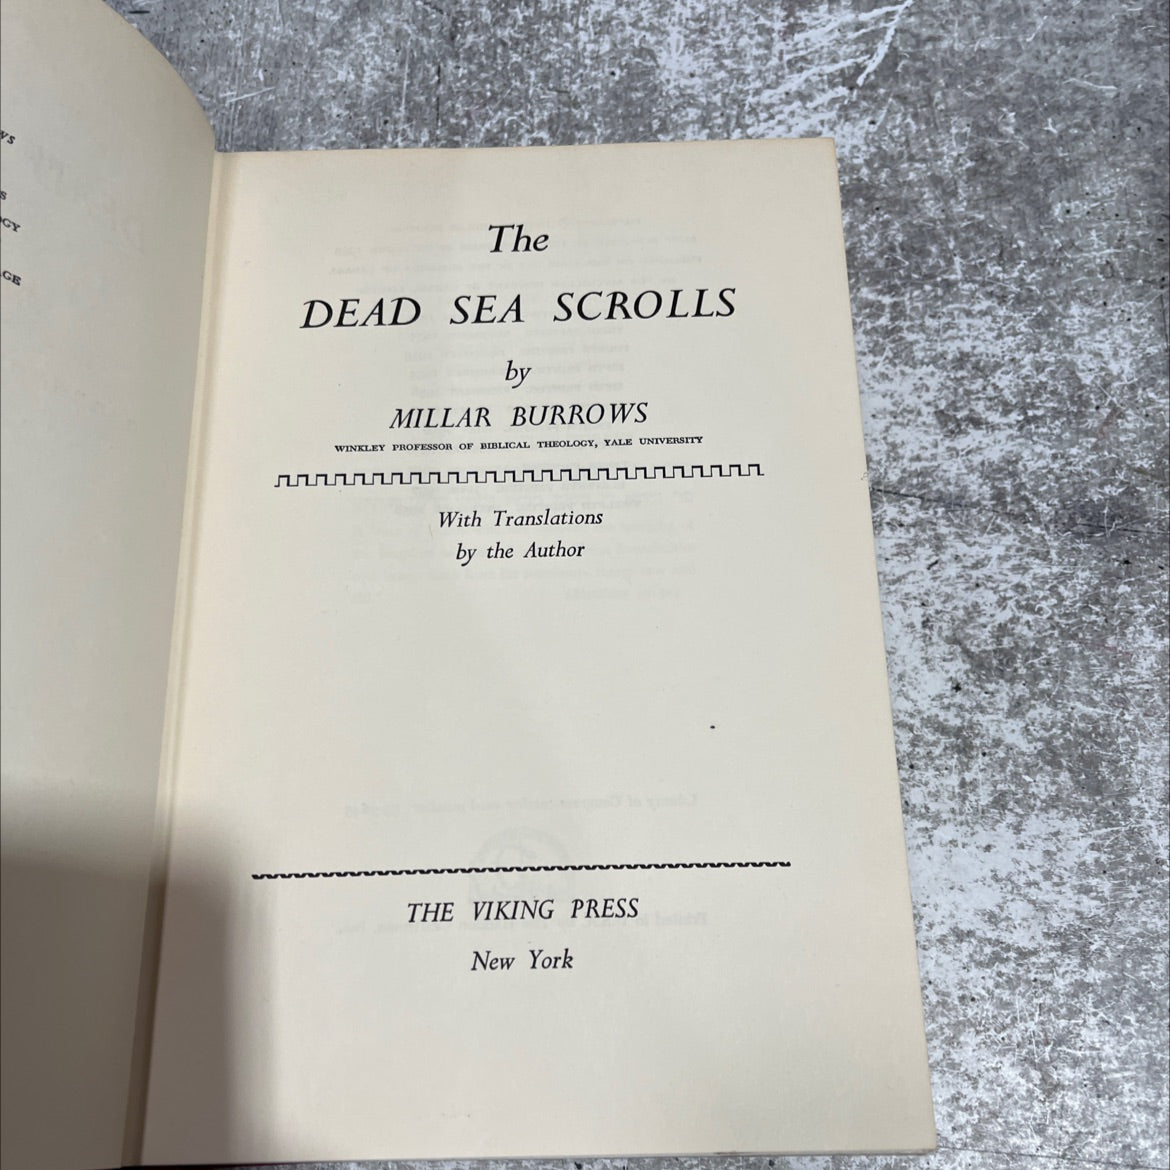 The
DEAD SEA SCROLLS
by
MILLAR BURROWS
WINKLEY PROFESSOR OF BIBLICAL THEOLOGY, YALE UNIVERSITY
With Translations
by the Author
THE VIKING PRESS
New York